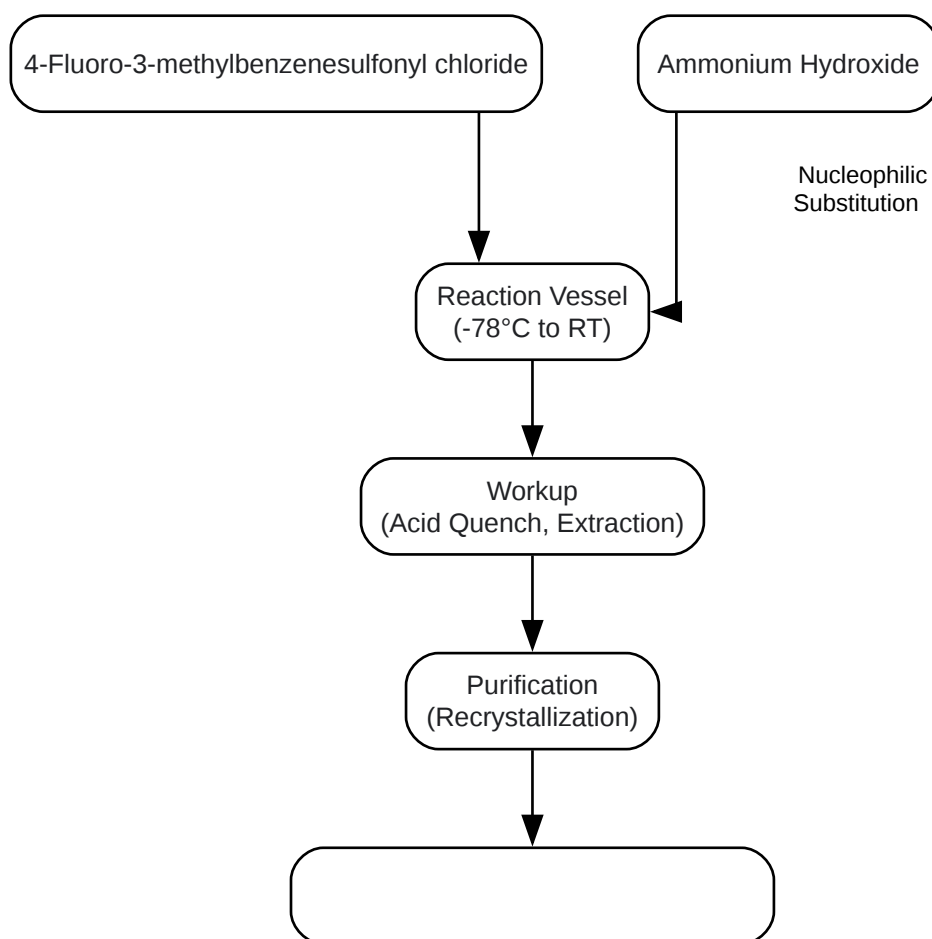 4-Fluoro-3-methylbenzenesulfonyl chloride
Ammonium Hydroxide
Nucleophilic
Substitution
Reaction Vessel
(-78°C to RT)
Workup
(Acid Quench, Extraction)
Purification
(Recrystallization)